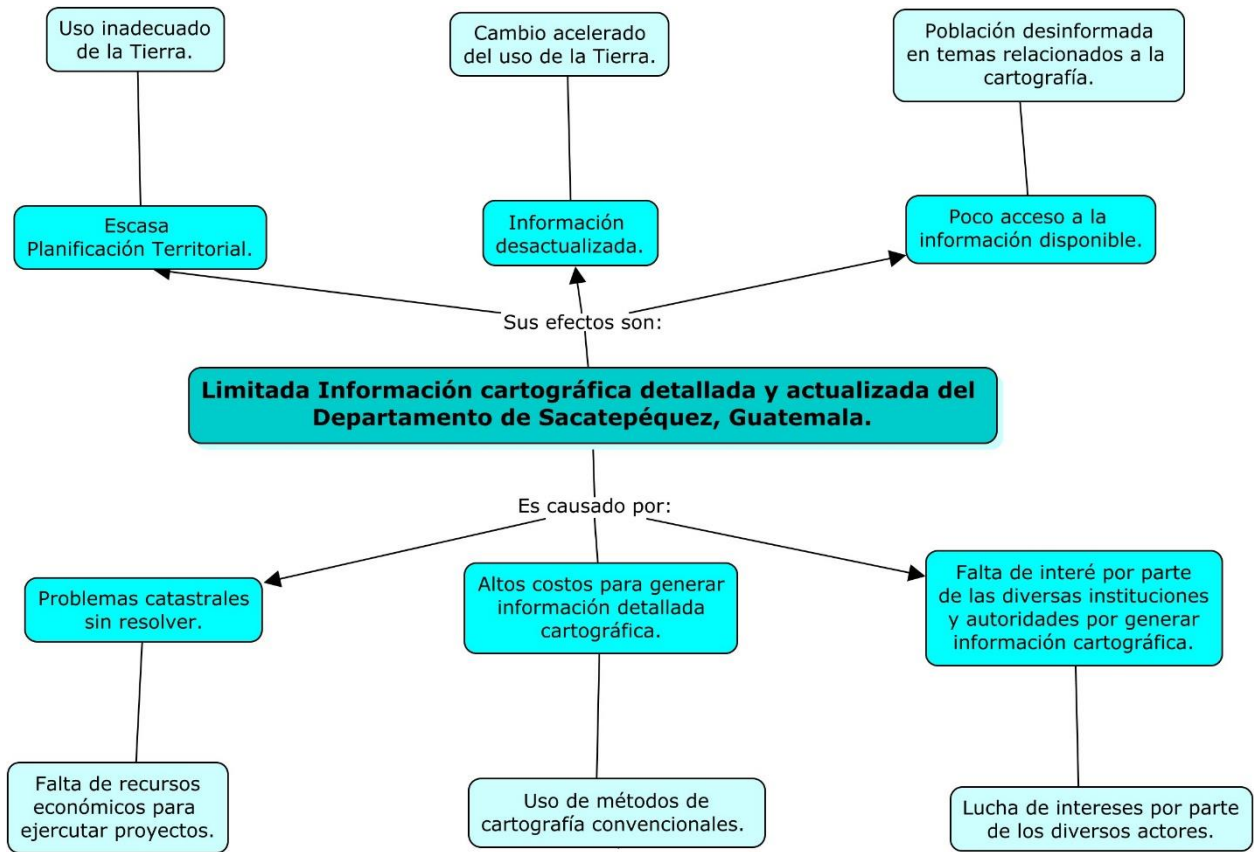 Uso inadecuado
de la Tierra.
Cambio acelerado
del uso de la Tierra.
Población desinformada
en temas relacionados a la
cartografía.
Escasa
Planificación Territorial.
Información
desactualizada.
Poco acceso a la
información disponible.
Sus efectos son:
Limitada Información cartográfica detallada y actualizada del
Departamento de Sacatepéquez, Guatemala.
Es causado por:
Problemas catastrales
sin resolver.
Altos costos para generar
información detallada
cartográfica.
Falta de interé por parte
de las diversas instituciones
y autoridades por generar
información cartográfica.
Falta de recursos
económicos para
ejercutar proyectos.
Uso de métodos de
cartografía convencionales.
Lucha de intereses por parte
de los diversos actores.